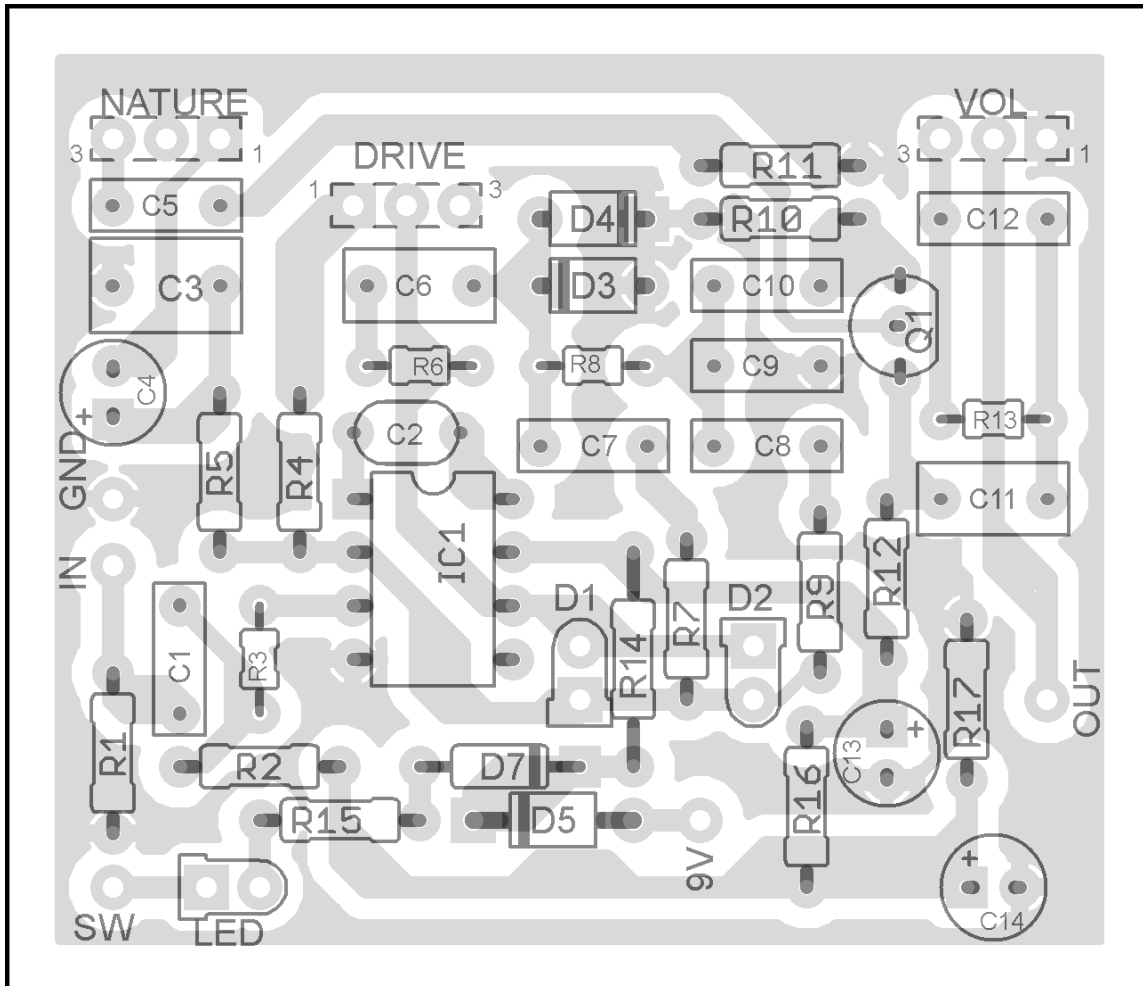 NATURE
VOL
3
1
3
1
DRIVE
1
3
R11
C5
D4
R10
C12
C3
C6
D3
C10
Q1
C4
R6
R8
C9
+
GND
R5
R4
C2
C7
C8
R13
C11
IN
IC1
D1
D2
R9
R12
C1
R3
R14
R7
R17
OUT
R1
R2
D7
C13
+
R16
R15
D5
9V
+
SW
LED
C14